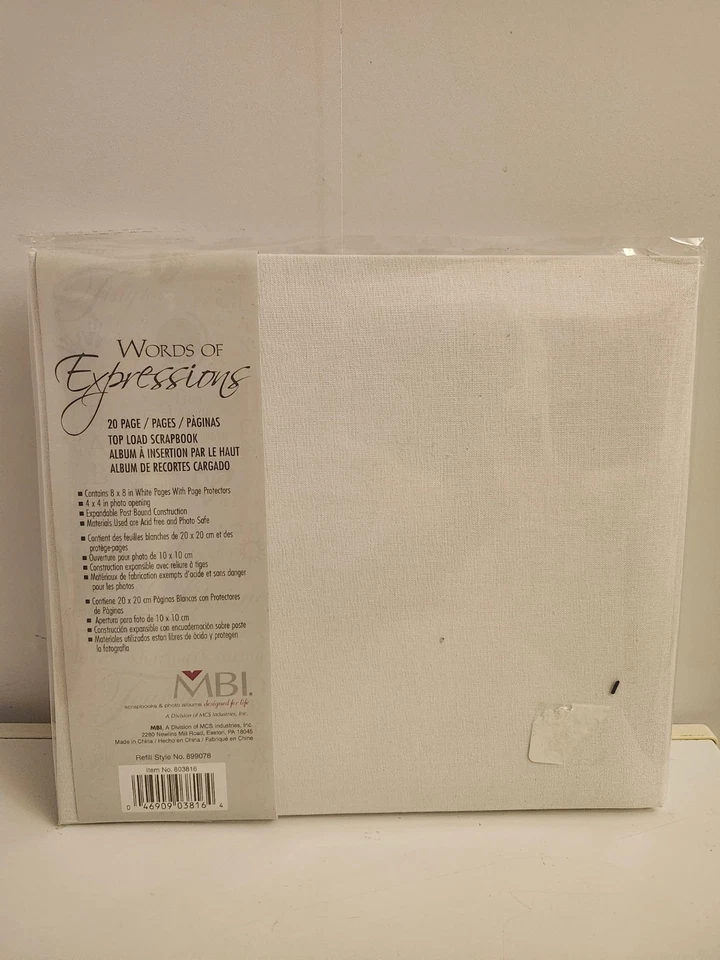 WORDS OF
Expressions
20 PAGE / PAGES / PÀGINAS
TOP LOAD SCRAPBOOK
ALBUM À INSERTION PAR LE HAUT
ALBUM DE RECORTES CARGADO
■ Contains 8 x 8 in White Pages With Page Protectors
■ 4 x 4 in photo opening
■ Expandable Post Bound Construction
■ Materials Used are Acid free and Photo Safe
■ Contient des feuilles blanches de 20 x 20 cm et des
protège-pages
■ Ouverture pour photo de 10 x 10 cm
■ Construction expansible avec reliure à tiges
■ Matériaux de fabrication exempts d'acide et sans danger
pour les photos
■ Contiene 20 x 20 cm Pàginas Blancas con Protectores
de Pàginas
■ Apertura para foto de 10 x 10 cm
■ Construcción expansible con encuadernación sobre poste
■ Materiales utilizados estan libres de àcido y protegen
la fotografía
MBI.
scrapbooks & photo albums designed for life
A Division of MCS industries, Inc.
MBI, A Division of MCS industries, Inc.
2280 Newlins Mill Road, Easton, PA 18045
Made in China / Hecho en China / Fabriqué en Chine
Refill Style No. 899078
Item No. 803816
0 46909 03816 4